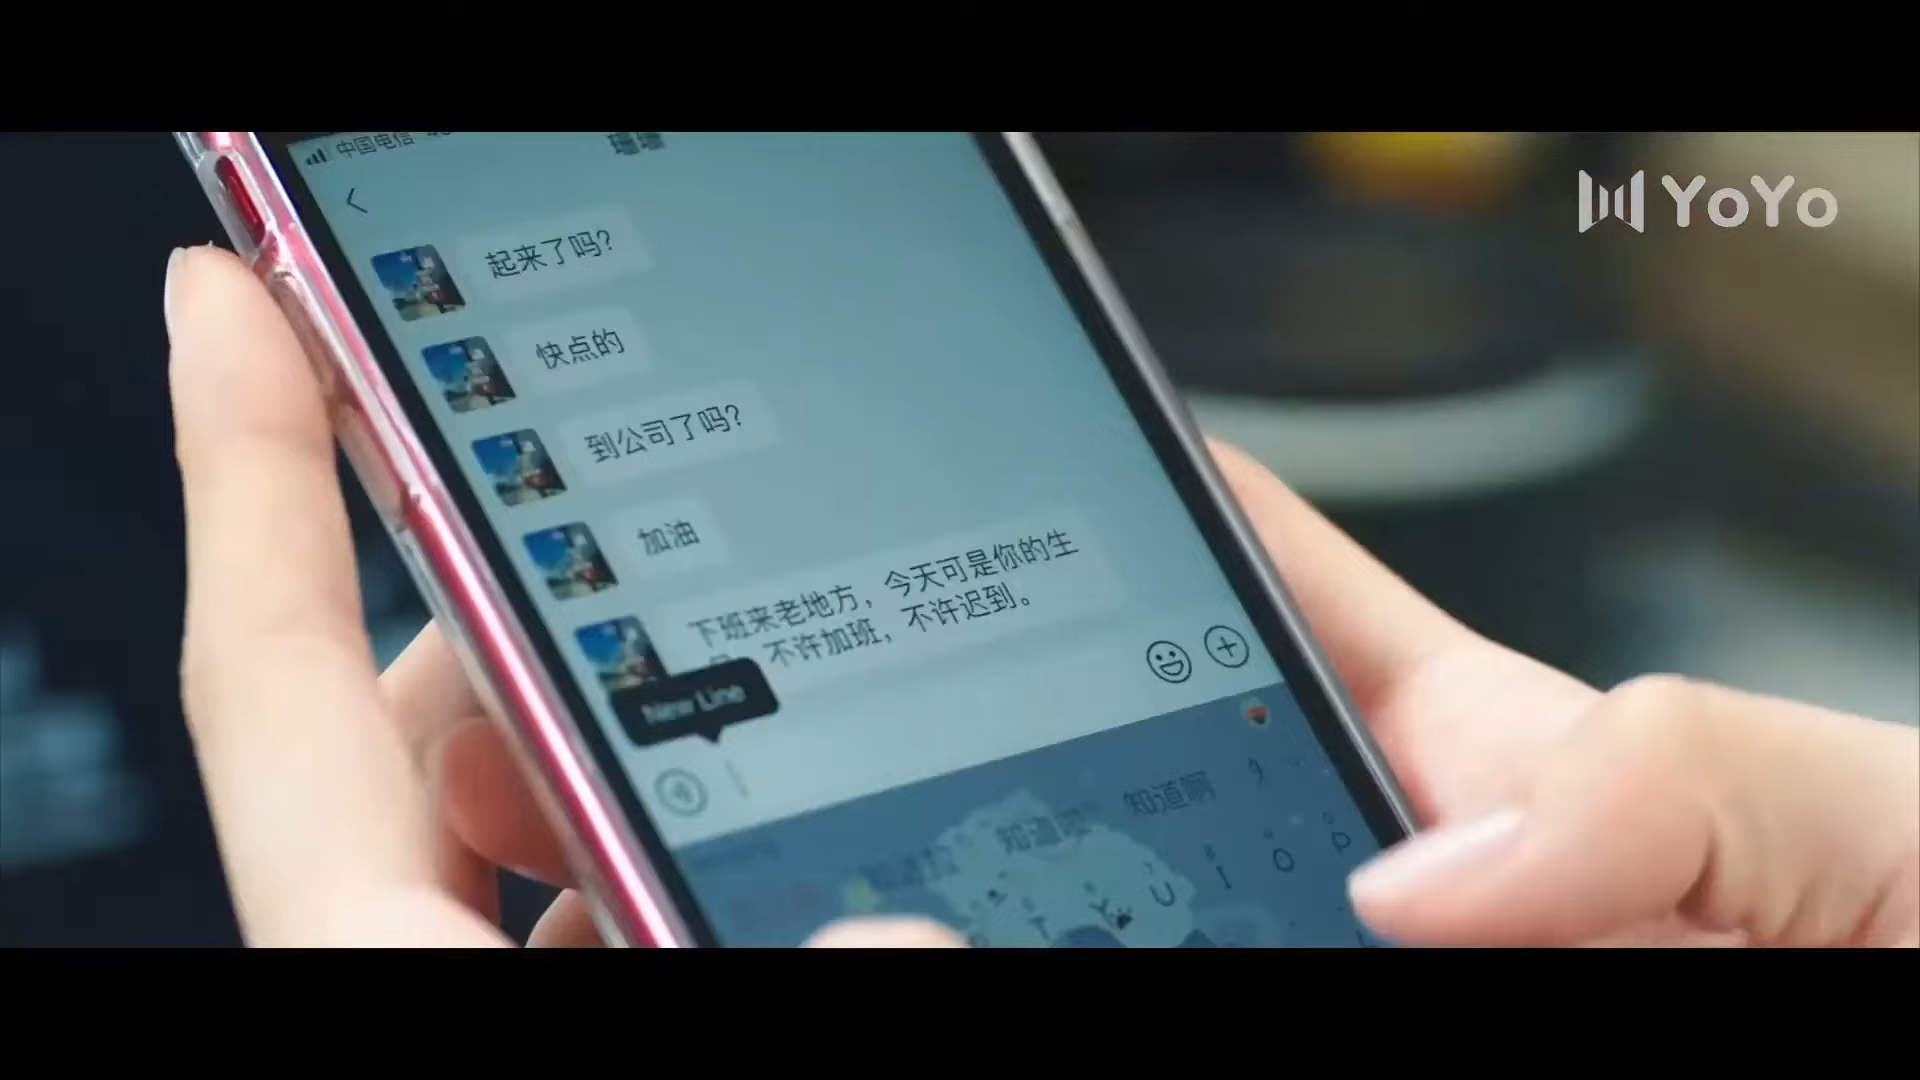 中国电信
YoYo
起来了吗?
快点的
到公司了吗?
加油
下班来老地方，今天可是你的生
不许加班，不许迟到。
New Line
知道啦 知道啊
T Y U I O P